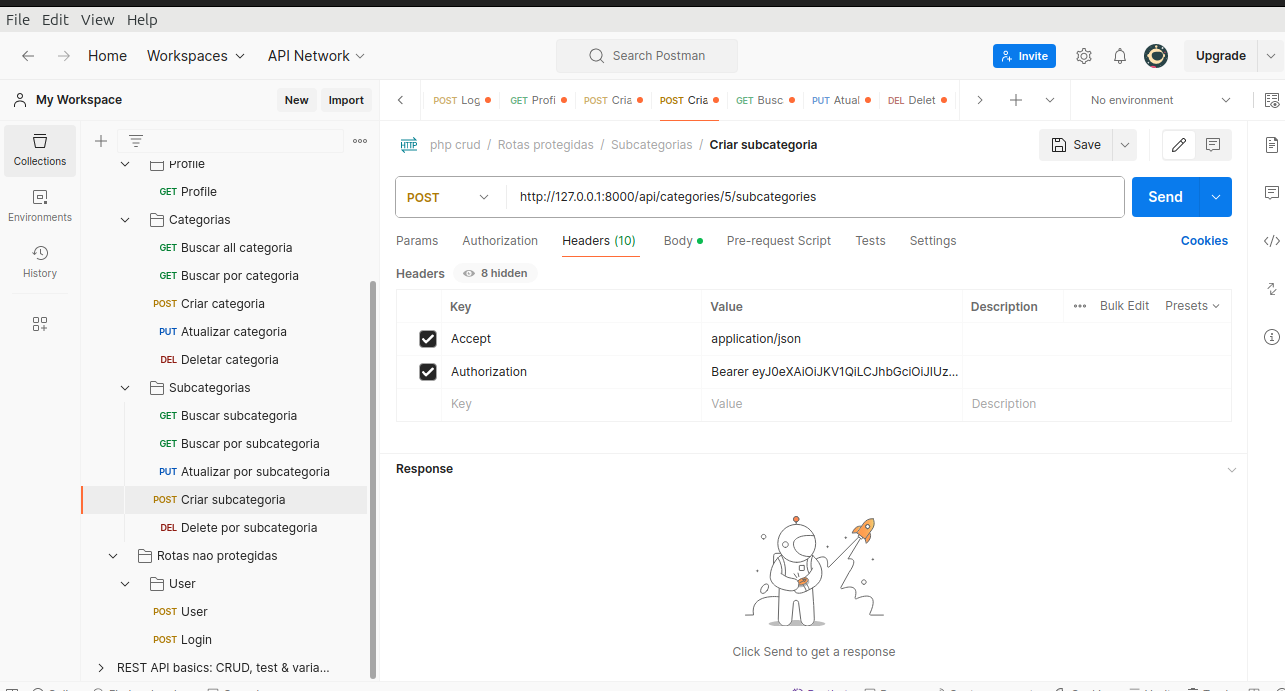 File Edit View Help
Home Workspaces API Network Search Postman Invite Upgrade
My Workspace New Import
POST Log GET Profi POST Cria POST Cria GET Busc PUT Atual DEL Delet No environment
Collections
Environments
History
Profile
GET Profile
Categorias
GET Buscar all categoria
GET Buscar por categoria
POST Criar categoria
PUT Atualizar categoria
DEL Deletar categoria
Subcategorias
GET Buscar subcategoria
GET Buscar por subcategoria
PUT Atualizar por subcategoria
POST Criar subcategoria
DEL Delete por subcategoria
Rotas nao protegidas
User
POST User
POST Login
REST API basics: CRUD, test & varia...
HTTP php crud / Rotas protegidas / Subcategorias / Criar subcategoria Save
POST http://127.0.0.1:8000/api/categories/5/subcategories Send
Params Authorization Headers (10) Body Pre-request Script Tests Settings Cookies
Headers 8 hidden
Key Value Description Bulk Edit Presets
Accept application/json
Authorization Bearer eyJ0eXAiOiJKV1QiLCJhbGciOiJIUz...
Key Value Description
Response
Click Send to get a response